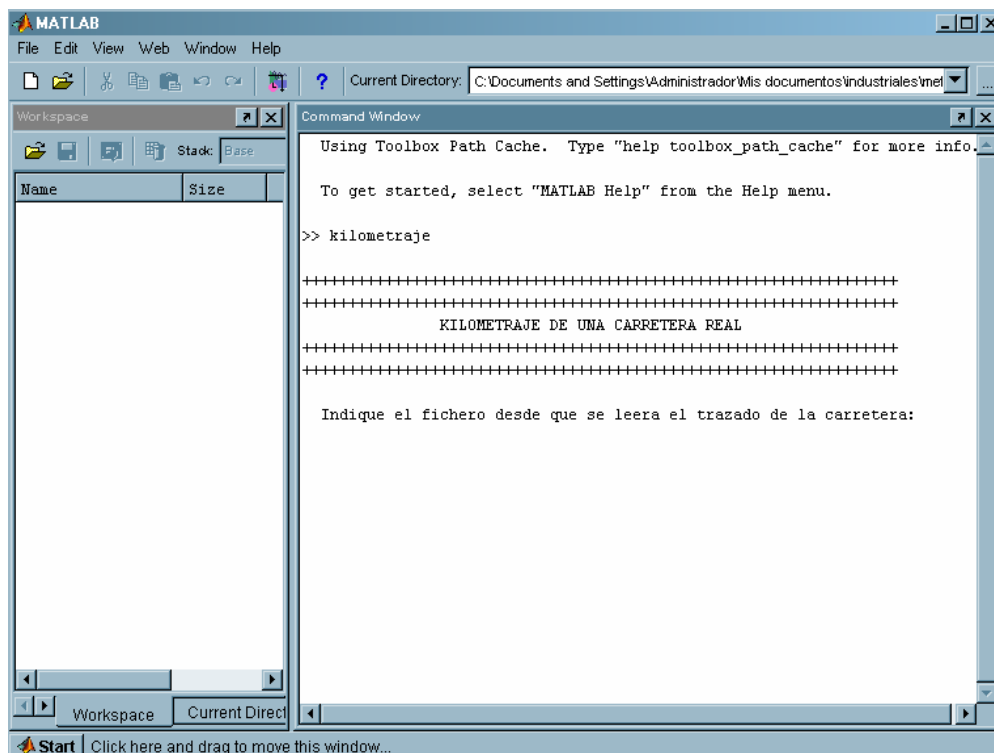 MATLAB
File Edit View Web Window Help
? Current Directory: C:\Documents and Settings\Administrador\Mis documentos\industriales\met
...
Workspace
Stack: Base
Name Size
Command Window
Using Toolbox Path Cache. Type "help toolbox_path_cache" for more info.
To get started, select "MATLAB Help" from the Help menu.
>> kilometraje
+++++++++++++++++++++++++++++++++++++++++++++++++++++++++++++++++
+++++++++++++++++++++++++++++++++++++++++++++++++++++++++++++++++
KILOMETRAJE DE UNA CARRETERA REAL
+++++++++++++++++++++++++++++++++++++++++++++++++++++++++++++++++
+++++++++++++++++++++++++++++++++++++++++++++++++++++++++++++++++
Indique el fichero desde que se leera el trazado de la carretera:
Workspace Current Direct
Start Click here and drag to move this window...